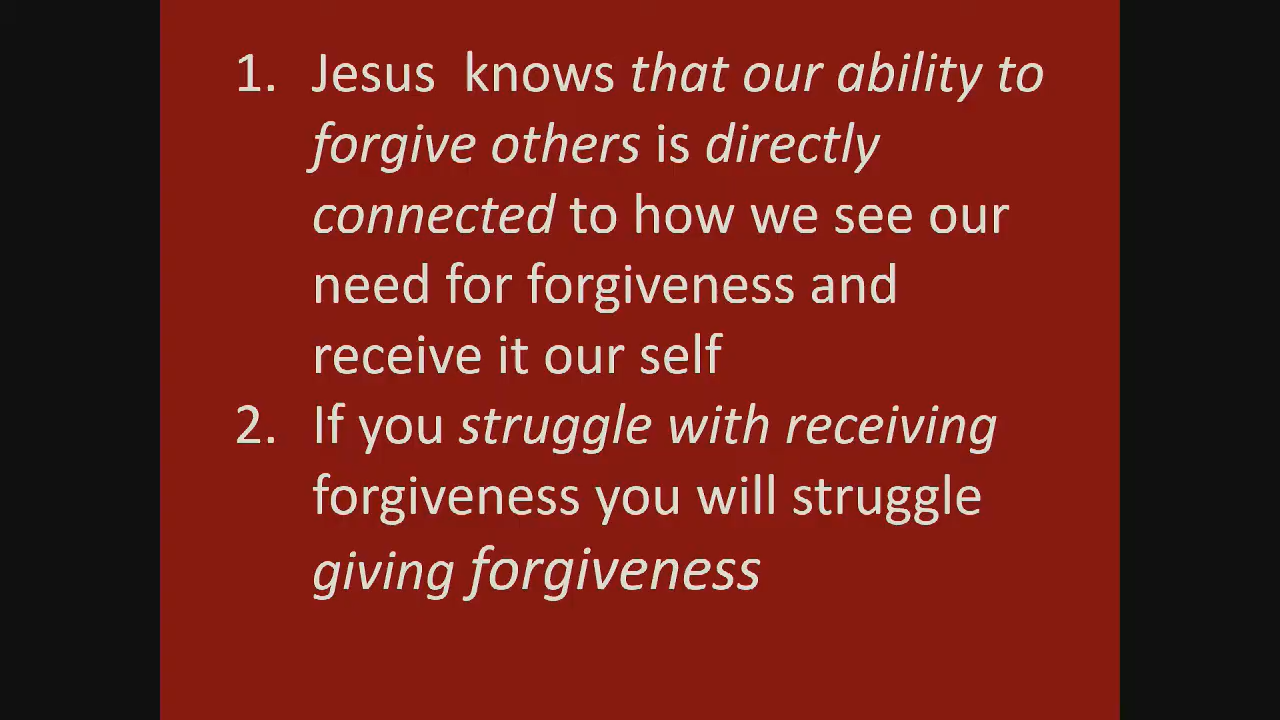 1. Jesus  knows that our ability to
forgive others is directly
connected to how we see our
need for forgiveness and
receive it our self
2. If you struggle with receiving
forgiveness you will struggle
giving forgiveness